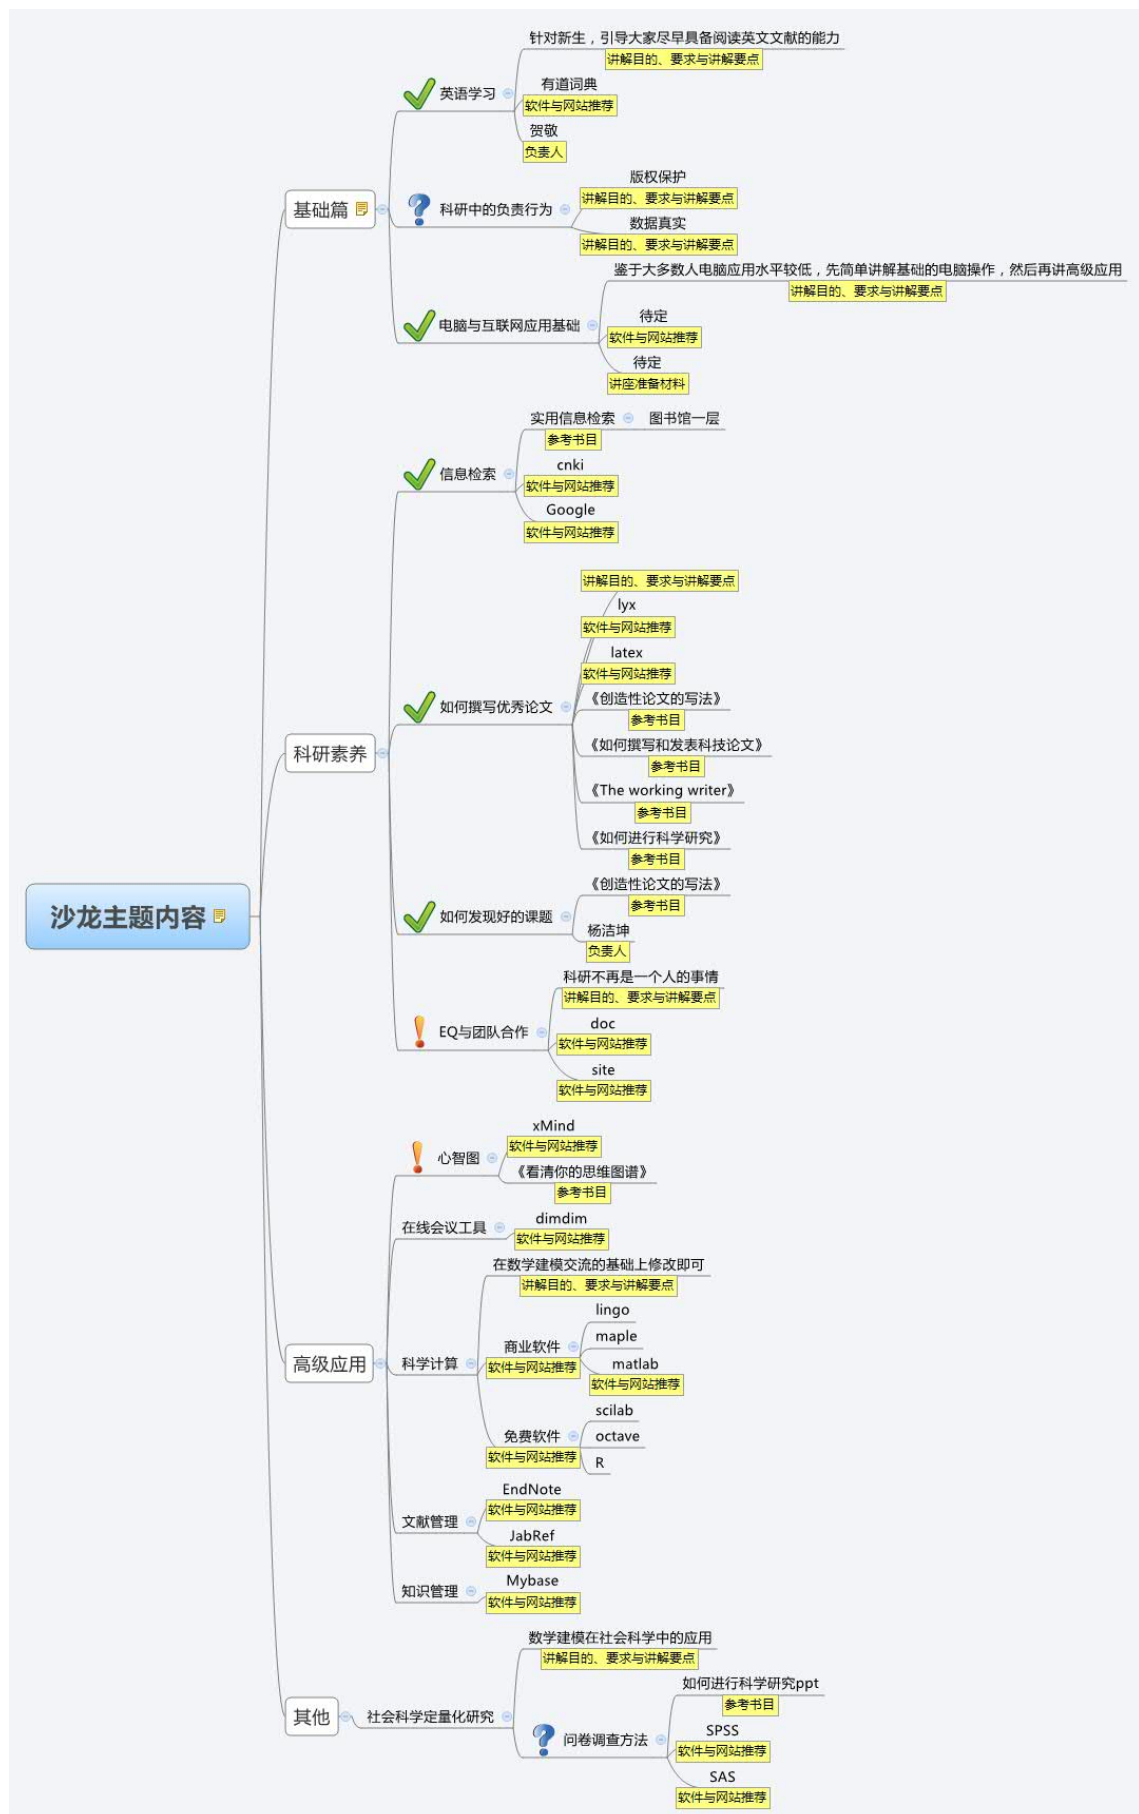 沙龙主题内容
基础篇
英语学习
针对新生，引导大家尽早具备阅读英文文献的能力
讲解目的、要求与讲解要点
有道词典
软件与网站推荐
贺敬
负责人
科研中的负责行为
版权保护
讲解目的、要求与讲解要点
数据真实
讲解目的、要求与讲解要点
电脑与互联网应用基础
鉴于大多数人电脑应用水平较低，先简单讲解基础的电脑操作，然后再讲高级应用
讲解目的、要求与讲解要点
待定
软件与网站推荐
待定
讲座准备材料
科研素养
信息检索
实用信息检索
图书馆一层
参考书目
cnki
软件与网站推荐
Google
软件与网站推荐
如何撰写优秀论文
讲解目的、要求与讲解要点
lyx
软件与网站推荐
latex
软件与网站推荐
《创造性论文的写法》
参考书目
《如何撰写和发表科技论文》
参考书目
《The working writer》
参考书目
《如何进行科学研究》
参考书目
如何发现好的课题
《创造性论文的写法》
参考书目
杨洁坤
负责人
EQ与团队合作
科研不再是一个人的事情
讲解目的、要求与讲解要点
doc
软件与网站推荐
site
软件与网站推荐
高级应用
心智图
xMind
软件与网站推荐
《看清你的思维图谱》
参考书目
在线会议工具
dimdim
软件与网站推荐
科学计算
在数学建模交流的基础上修改即可
讲解目的、要求与讲解要点
商业软件
软件与网站推荐
lingo
maple
matlab
软件与网站推荐
免费软件
软件与网站推荐
scilab
octave
R
文献管理
EndNote
软件与网站推荐
JabRef
软件与网站推荐
知识管理
Mybase
软件与网站推荐
其他
社会科学定量化研究
数学建模在社会科学中的应用
讲解目的、要求与讲解要点
问卷调查方法
如何进行科学研究ppt
参考书目
SPSS
软件与网站推荐
SAS
软件与网站推荐